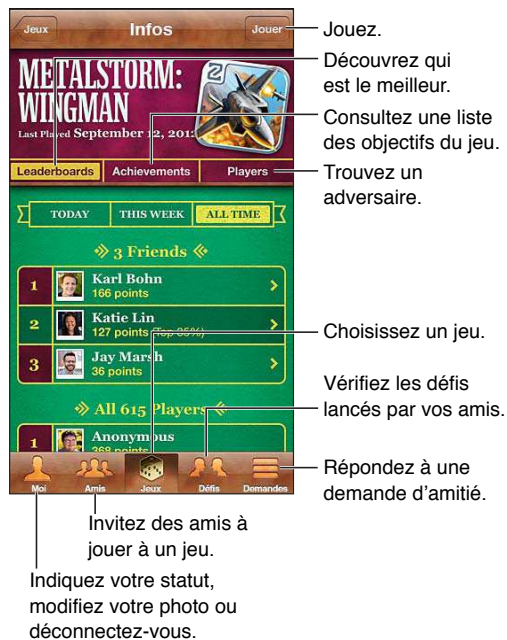 Jeux Infos Jouer
METALSTORM:
WINGMAN
Last Played September 12, 201
2
Leaderboards Achievements Players
TODAY THIS WEEK ALL TIME
3 Friends
1 Karl Bohn
166 points
2 Katie Lin
127 points (Top 35%)
3 Jay Marsh
36 points
All 615 Players
1 Anonymous
368 points
Moi Amis Jeux Défis Demandes
Jouez.
Découvrez qui
est le meilleur.
Consultez une liste
des objectifs du jeu.
Trouvez un
adversaire.
Choisissez un jeu.
Vérifiez les défis
lancés par vos amis.
Répondez à une
demande d'amitié.
Invitez des amis à
jouer à un jeu.
Indiquez votre statut,
modifiez votre photo ou
déconnectez-vous.